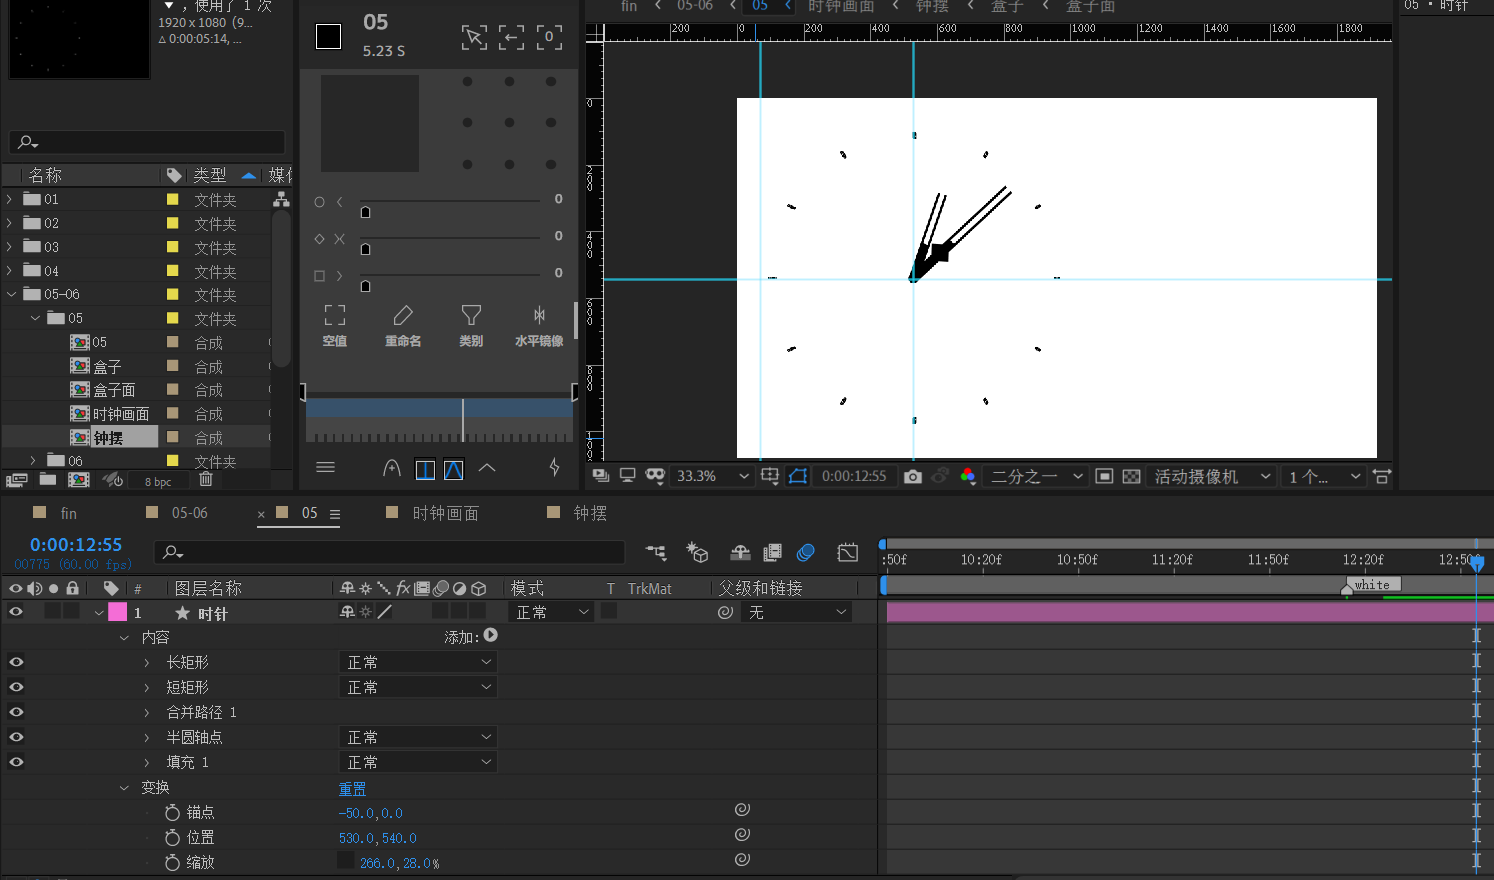 ，使用了 1 次
1920 x 1080 (9...
△ 0:00:05:14, ...
名称
类型
01
文件夹
02
文件夹
03
文件夹
04
文件夹
05-06
文件夹
05
文件夹
05
合成
盒子
合成
盒子面
合成
时钟画面
合成
钟摆
合成
06
文件夹
8 bpc
05
5.23 S
0
0
0
0
空值
重命名
类别
水平镜像
fin
05-06
05
时钟画面
钟摆
盒子
盒子面
200
0
200
400
600
800
1000
1200
1400
1600
1800
0
200
400
600
800
33.3%
0:00:12:55
二分之一
活动摄像机
1 个...
05 • 时针
fin
05-06
05
时钟画面
钟摆
0:00:12:55
00775 (60.00 fps)
:50f
10:20f
10:50f
11:20f
11:50f
12:20f
12:50f
white
#
图层名称
模式
T
TrkMat
父级和链接
1
时针
正常
无
内容
添加:
长矩形
正常
短矩形
正常
合并路径 1
半圆轴点
正常
填充 1
正常
变换
重置
锚点
-50.0,0.0
位置
530.0,540.0
缩放
266.0,28.0%